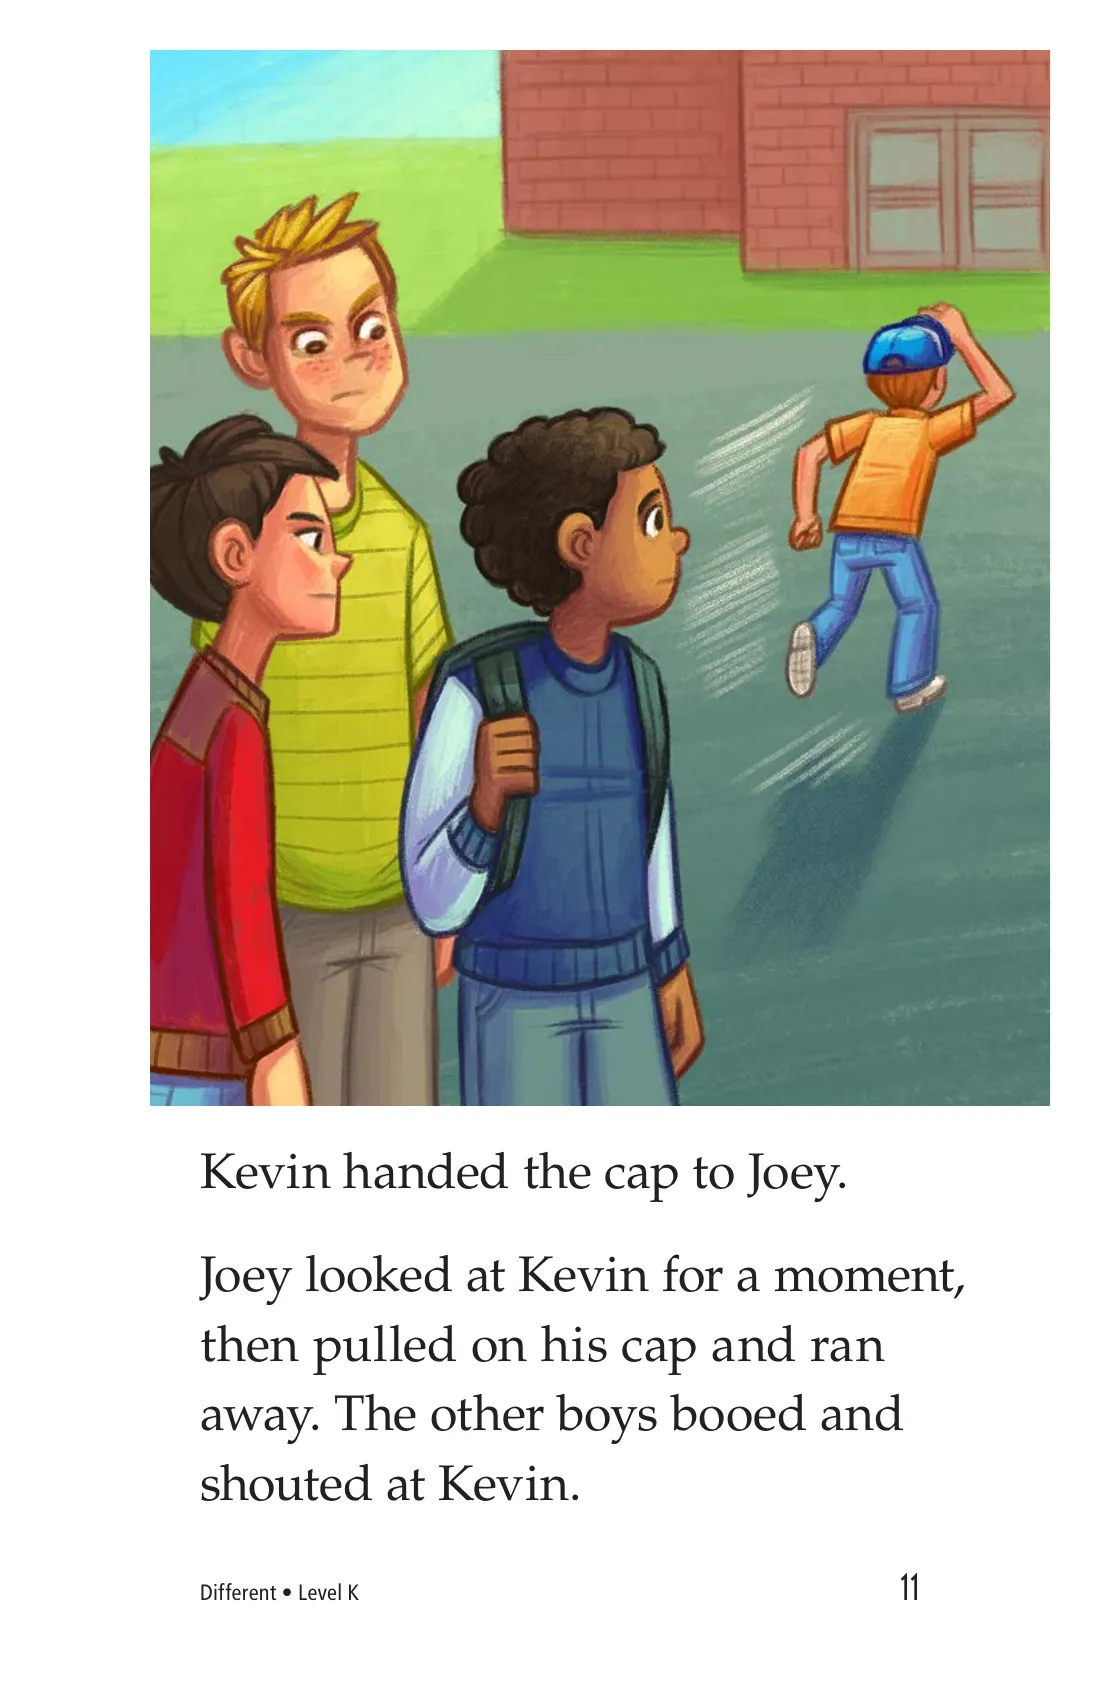 Kevin handed the cap to Joey.
Joey looked at Kevin for a moment,
then pulled on his cap and ran
away. The other boys booed and
shouted at Kevin.
Different • Level K
11